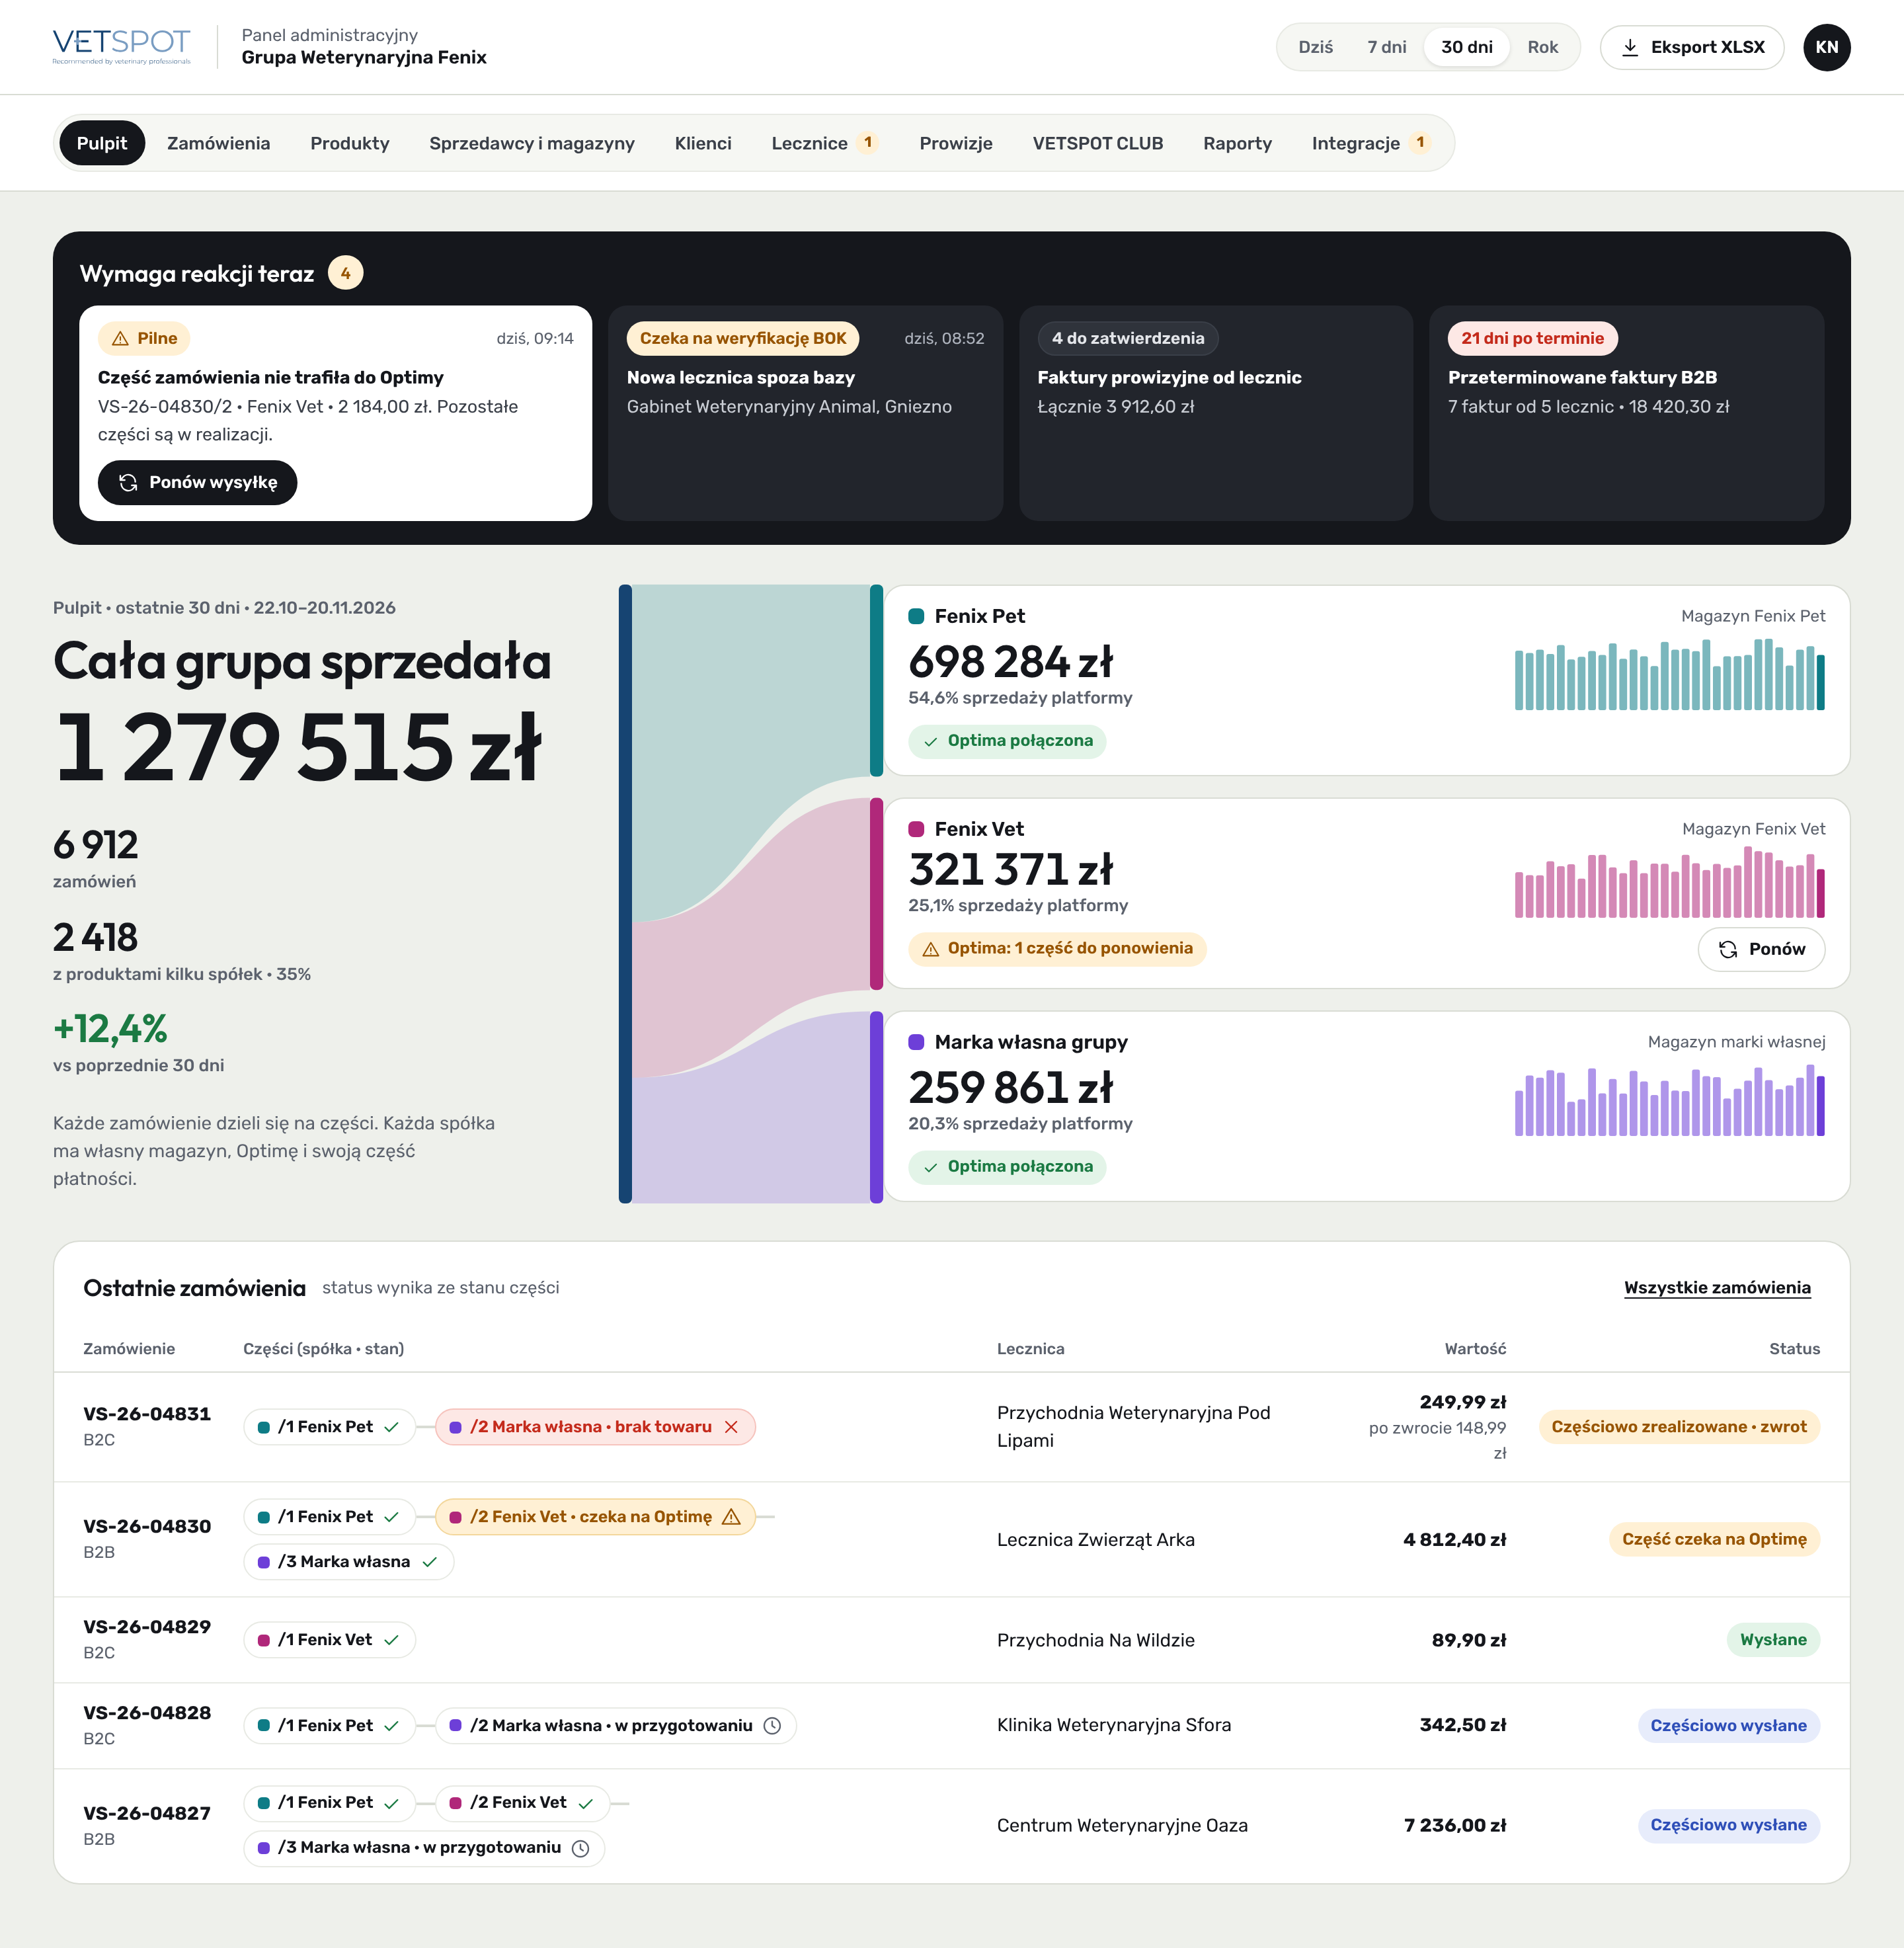 VETSPOT
Recommended by veterinary professionals
Panel administracyjny
Grupa Weterynaryjna Fenix
Dziś
7 dni
30 dni
Rok
Eksport XLSX
KN
Pulpit
Zamówienia
Produkty
Sprzedawcy i magazyny
Klienci
Lecznice 1
Prowizje
VETSPOT CLUB
Raporty
Integracje 1
Wymaga reakcji teraz 4
Pilne
dziś, 09:14
Część zamówienia nie trafiła do Optimy
VS-26-04830/2 • Fenix Vet • 2 184,00 zł. Pozostałe
części są w realizacji.
Ponów wysyłkę
Czeka na weryfikację BOK
dziś, 08:52
Nowa lecznica spoza bazy
Gabinet Weterynaryjny Animal, Gniezno
4 do zatwierdzenia
Faktury prowizyjne od lecznic
Łącznie 3 912,60 zł
21 dni po terminie
Przeterminowane faktury B2B
7 faktur od 5 lecznic • 18 420,30 zł
Pulpit • ostatnie 30 dni • 22.10–20.11.2026
Cała grupa sprzedała
1 279 515 zł
6 912
zamówień
2 418
z produktami kilku spółek • 35%
+12,4%
vs poprzednie 30 dni
Każde zamówienie dzieli się na części. Każda spółka
ma własny magazyn, Optimę i swoją część
płatności.
Fenix Pet
Magazyn Fenix Pet
698 284 zł
54,6% sprzedaży platformy
Optima połączona
Fenix Vet
Magazyn Fenix Vet
321 371 zł
25,1% sprzedaży platformy
Optima: 1 część do ponowienia
Ponów
Marka własna grupy
Magazyn marki własnej
259 861 zł
20,3% sprzedaży platformy
Optima połączona
Ostatnie zamówienia
status wynika ze stanu części
Wszystkie zamówienia
Zamówienie
Części (spółka • stan)
Lecznica
Wartość
Status
VS-26-04831
B2C
/1 Fenix Pet
/2 Marka własna • brak towaru
Przychodnia Weterynaryjna Pod
Lipami
249,99 zł
po zwrocie 148,99
zł
Częściowo zrealizowane • zwrot
VS-26-04830
B2B
/1 Fenix Pet
/2 Fenix Vet • czeka na Optimę
/3 Marka własna
Lecznica Zwierząt Arka
4 812,40 zł
Część czeka na Optimę
VS-26-04829
B2C
/1 Fenix Vet
Przychodnia Na Wildzie
89,90 zł
Wysłane
VS-26-04828
B2C
/1 Fenix Pet
/2 Marka własna • w przygotowaniu
Klinika Weterynaryjna Sfora
342,50 zł
Częściowo wysłane
VS-26-04827
B2B
/1 Fenix Pet
/2 Fenix Vet
/3 Marka własna • w przygotowaniu
Centrum Weterynaryjne Oaza
7 236,00 zł
Częściowo wysłane